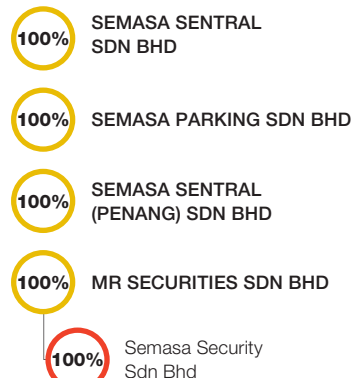 100% SEMASA SENTRAL
SDN BHD
100% SEMASA PARKING SDN BHD
100% SEMASA SENTRAL
(PENANG) SDN BHD
100% MR SECURITIES SDN BHD
100% Semasa Security
Sdn Bhd